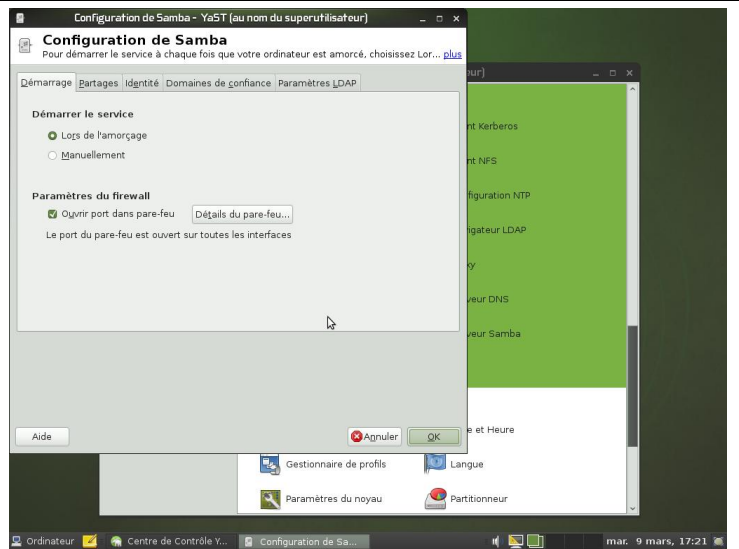 Configuration de Samba - YaST (au nom du superutilisateur)
Configuration de Samba
Pour démarrer le service à chaque fois que votre ordinateur est amorcé, choisissez Lor... plus
Démarrage Partages Identité Domaines de confiance Paramètres LDAP
Démarrer le service
Lors de l'amorçage
Manuellement
Paramètres du firewall
Ouvrir port dans pare-feu Détails du pare-feu...
Le port du pare-feu est ouvert sur toutes les interfaces
Aide Annuler OK
nt Kerberos
nt NFS
figuration NTP
igateur LDAP
xy
veur DNS
veur Samba
e et Heure
Gestionnaire de profils Langue
Paramètres du noyau Partitionneur
Ordinateur Centre de Contrôle Y... Configuration de Sa... mar. 9 mars, 17:21